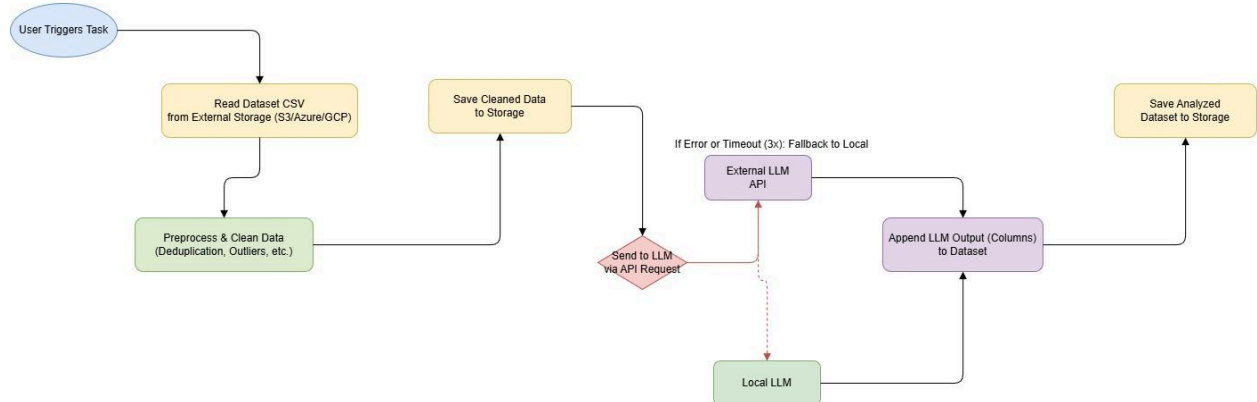 User Triggers Task
Read Dataset CSV
from External Storage (S3/Azure/GCP)
Preprocess & Clean Data
(Deduplication, Outliers, etc.)
Save Cleaned Data
to Storage
Send to LLM
via API Request
If Error or Timeout (3x): Fallback to Local
External LLM
API
Local LLM
Append LLM Output (Columns)
to Dataset
Save Analyzed
Dataset to Storage